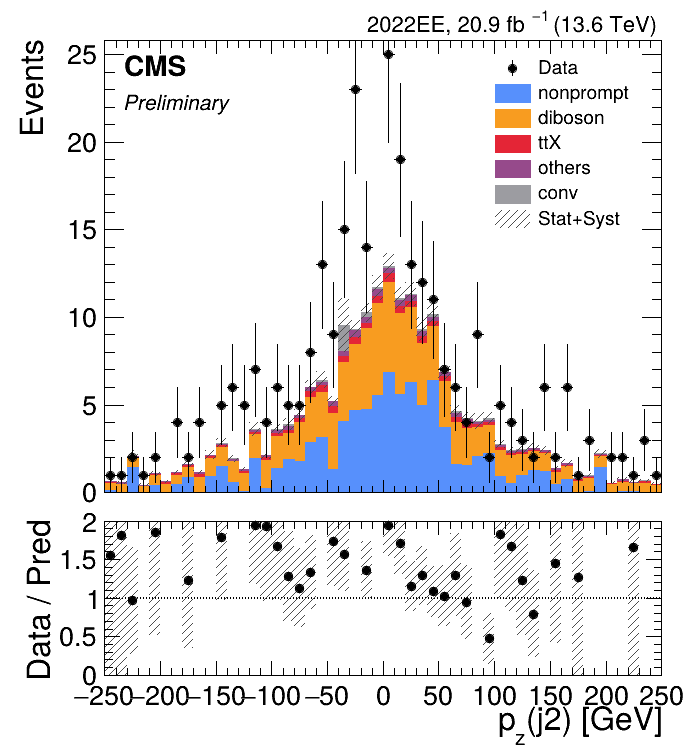 2022EE, 20.9 fb⁻¹ (13.6 TeV)
CMS
Preliminary
Events
25
20
15
10
5
0
Data
nonprompt
diboson
ttX
others
conv
Stat+Syst
Data / Pred
2
1.5
1
0.5
0
−250 −200 −150 −100 −50 0 50 100 150 200 250
p_z(j2) [GeV]